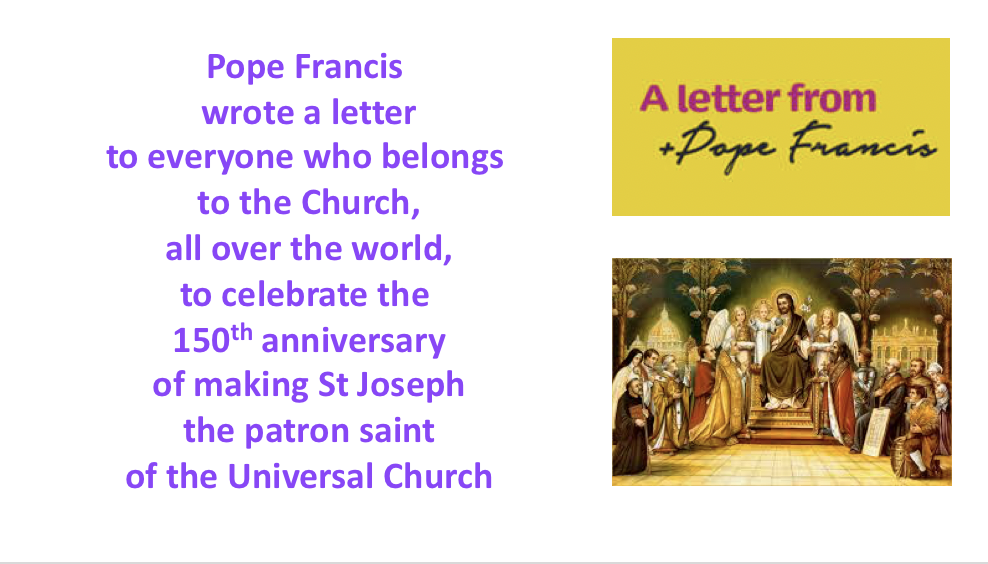 Pope Francis
wrote a letter
to everyone who belongs
to the Church,
all over the world,
to celebrate the
150th anniversary
of making St Joseph
the patron saint
of the Universal Church
A letter from
+Pope Francis